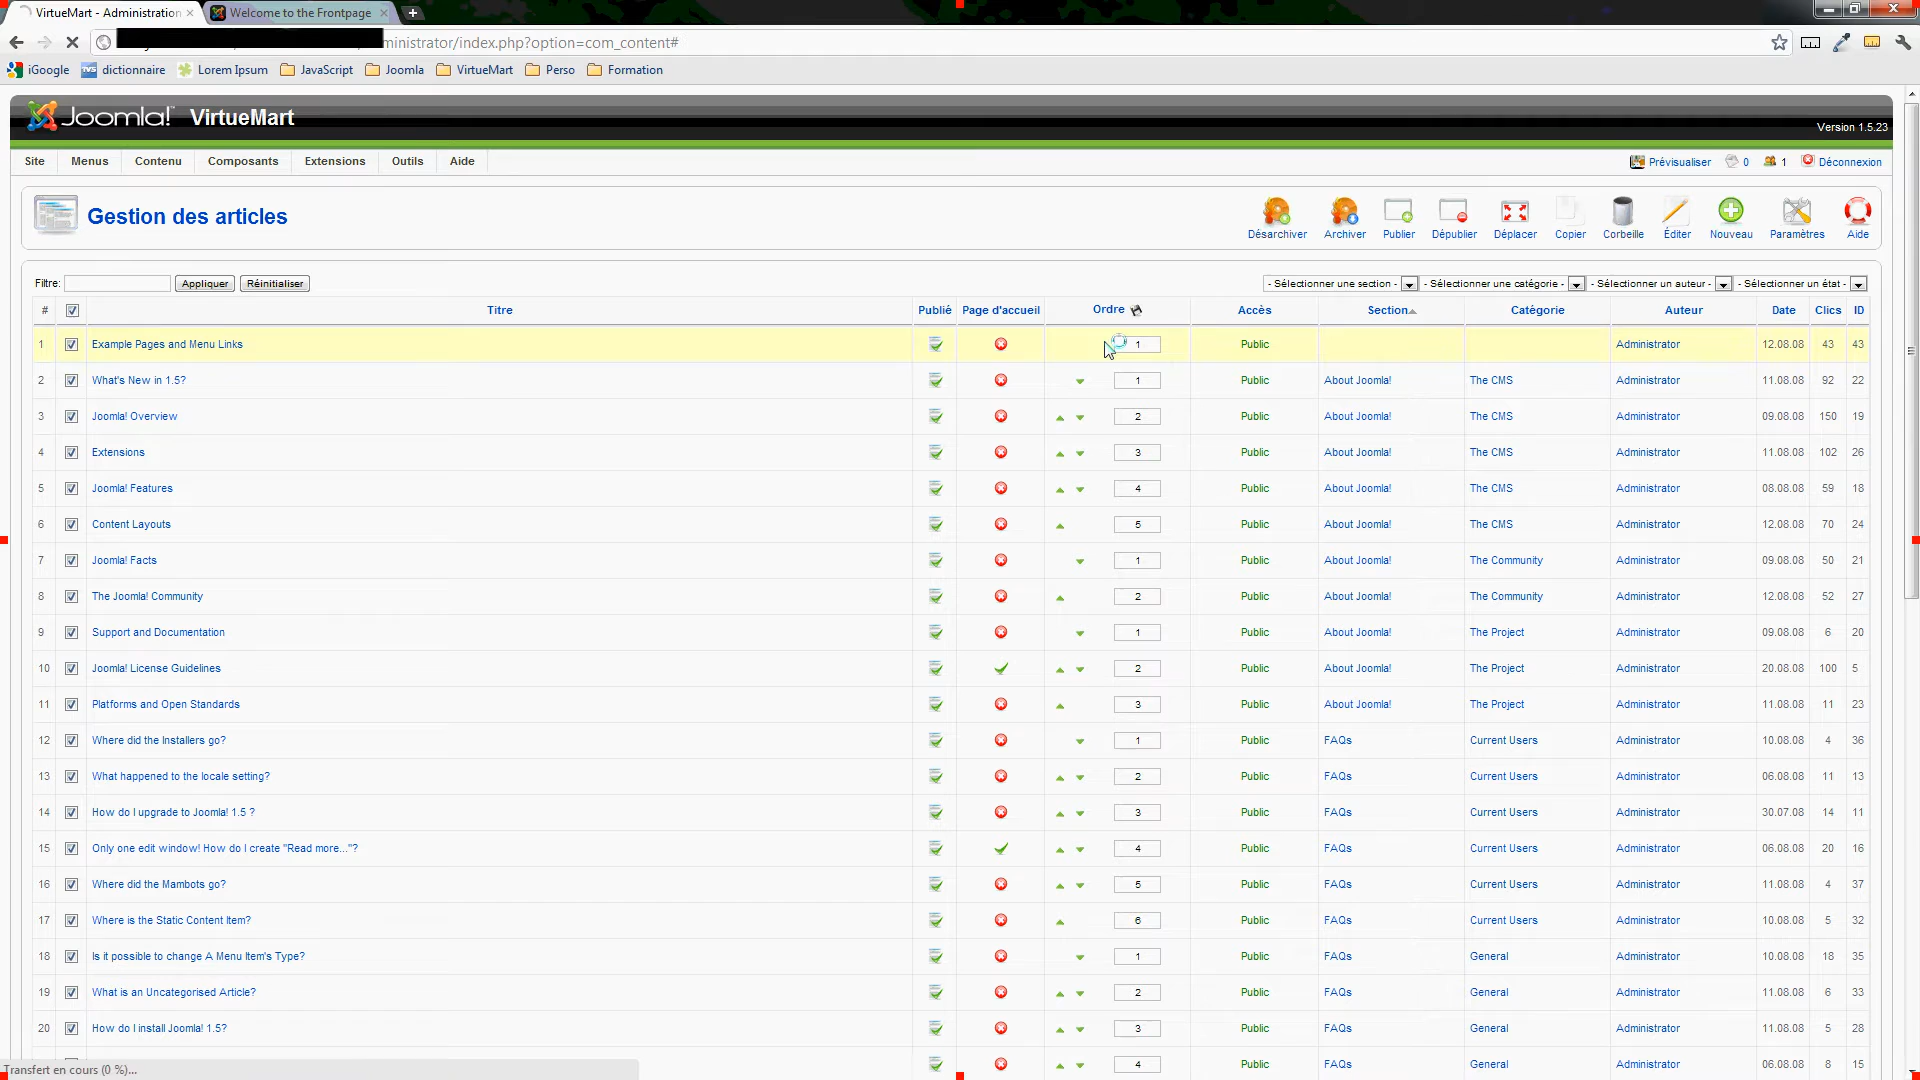 VirtueMart - Administration
Welcome to the Frontpage
ministrator/index.php?option=com_content#
iGoogle dictionnaire Lorem Ipsum JavaScript Joomla VirtueMart Perso Formation
Joomla! VirtueMart
Version 1.5.23
Site Menus Contenu Composants Extensions Outils Aide Prévisualiser 0 1 Déconnexion
Gestion des articles
Désarchiver Archiver Publier Dépublier Déplacer Copier Corbeille Éditer Nouveau Paramètres Aide
Filtre: Appliquer Réinitialiser - Sélectionner une section - - Sélectionner une catégorie - - Sélectionner un auteur - - Sélectionner un état -
# Titre Publié Page d'accueil Ordre Accès Section Catégorie Auteur Date Clics ID
1 Example Pages and Menu Links 1 Public Administrator 12.08.08 43 43
2 What's New in 1.5? 1 Public About Joomla! The CMS Administrator 11.08.08 92 22
3 Joomla! Overview 2 Public About Joomla! The CMS Administrator 09.08.08 150 19
4 Extensions 3 Public About Joomla! The CMS Administrator 11.08.08 102 26
5 Joomla! Features 4 Public About Joomla! The CMS Administrator 08.08.08 59 18
6 Content Layouts 5 Public About Joomla! The CMS Administrator 12.08.08 70 24
7 Joomla! Facts 1 Public About Joomla! The Community Administrator 09.08.08 50 21
8 The Joomla! Community 2 Public About Joomla! The Community Administrator 12.08.08 52 27
9 Support and Documentation 1 Public About Joomla! The Project Administrator 09.08.08 6 20
10 Joomla! License Guidelines 2 Public About Joomla! The Project Administrator 20.08.08 100 5
11 Platforms and Open Standards 3 Public About Joomla! The Project Administrator 11.08.08 11 23
12 Where did the Installers go? 1 Public FAQs Current Users Administrator 10.08.08 4 36
13 What happened to the locale setting? 2 Public FAQs Current Users Administrator 06.08.08 11 13
14 How do I upgrade to Joomla! 1.5 ? 3 Public FAQs Current Users Administrator 30.07.08 14 11
15 Only one edit window! How do I create "Read more..."? 4 Public FAQs Current Users Administrator 06.08.08 20 16
16 Where did the Mambots go? 5 Public FAQs Current Users Administrator 11.08.08 4 37
17 Where is the Static Content Item? 6 Public FAQs Current Users Administrator 10.08.08 5 32
18 Is it possible to change A Menu Item's Type? 1 Public FAQs General Administrator 10.08.08 18 35
19 What is an Uncategorised Article? 2 Public FAQs General Administrator 11.08.08 6 33
20 How do I install Joomla! 1.5? 3 Public FAQs General Administrator 11.08.08 5 28
4 Public FAQs General Administrator 06.08.08 8 15
Transfert en cours (0 %)...